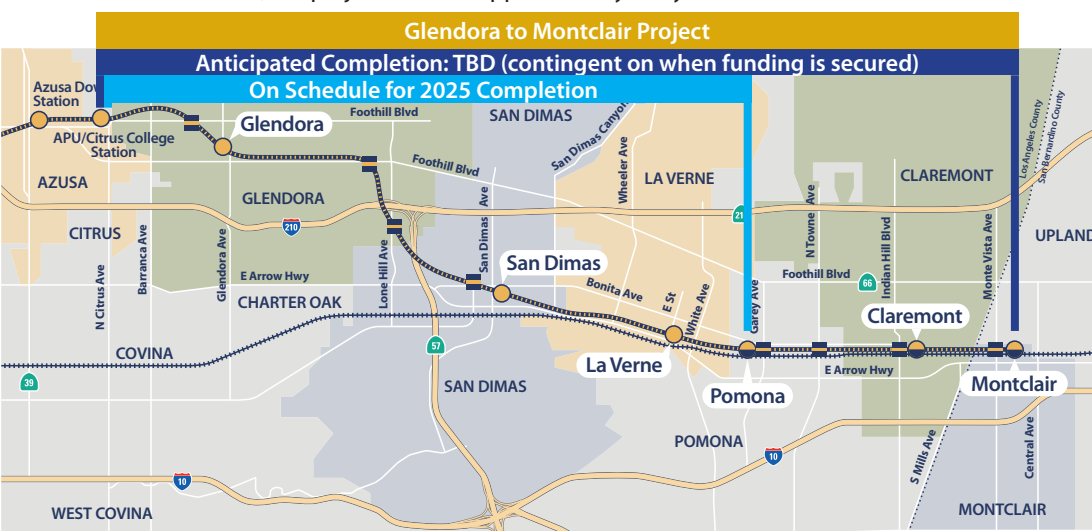 Glendora to Montclair Project
Anticipated Completion: TBD (contingent on when funding is secured)
On Schedule for 2025 Completion
Azusa Dow
Station
APU/Citrus College
Station
Glendora
Foothill Blvd
SAN DIMAS
San Dimas Canyon
Wheeler Ave
LA VERNE
CLAREMONT
Los Angeles County
San Bernardino County
AZUSA
GLENDORA
Foothill Blvd
CITRUS
210
21
N Towne Ave
UPLAND
N Citrus Ave
Barranca Ave
Glendora Ave
E Arrow Hwy
Lone Hill Ave
San Dimas Ave
San Dimas
Bonita Ave
E St
White Ave
Garey Ave
Foothill Blvd
66
Indian Hill Blvd
Monte Vista Ave
CHARTER OAK
Claremont
COVINA
57
La Verne
E Arrow Hwy
39
SAN DIMAS
Pomona
Montclair
POMONA
10
S Mills Ave
Central Ave
10
WEST COVINA
MONTCLAIR